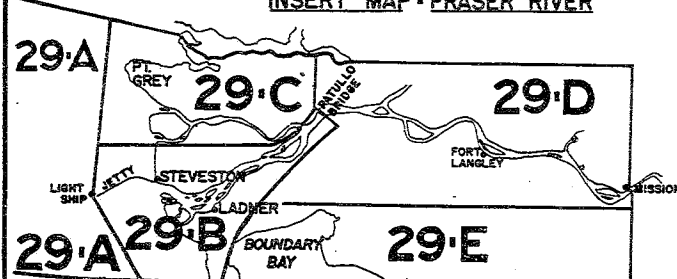 INSERT MAP - FRASER RIVER
29·A
PT.
GREY
29·C
PATULLO
BRIDGE
29·D
FORT
LANGLEY
MISSION
LIGHT
SHIP
JETTY
STEVESTON
LADNER
29·A
29·B
BOUNDARY
BAY
29·E